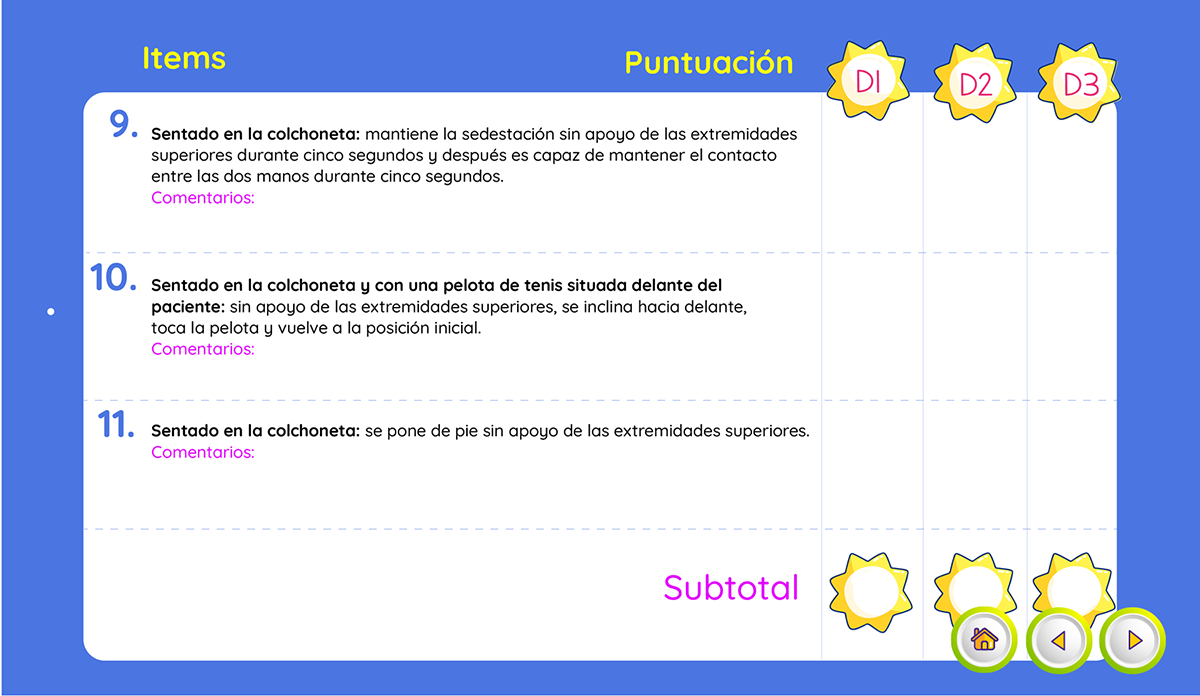 Items
Puntuación
D1
D2
D3
9.
Sentado en la colchoneta: mantiene la sedestación sin apoyo de las extremidades
superiores durante cinco segundos y después es capaz de mantener el contacto
entre las dos manos durante cinco segundos.
Comentarios:
10.
Sentado en la colchoneta y con una pelota de tenis situada delante del
paciente: sin apoyo de las extremidades superiores, se inclina hacia delante,
toca la pelota y vuelve a la posición inicial.
Comentarios:
11.
Sentado en la colchoneta: se pone de pie sin apoyo de las extremidades superiores.
Comentarios:
Subtotal